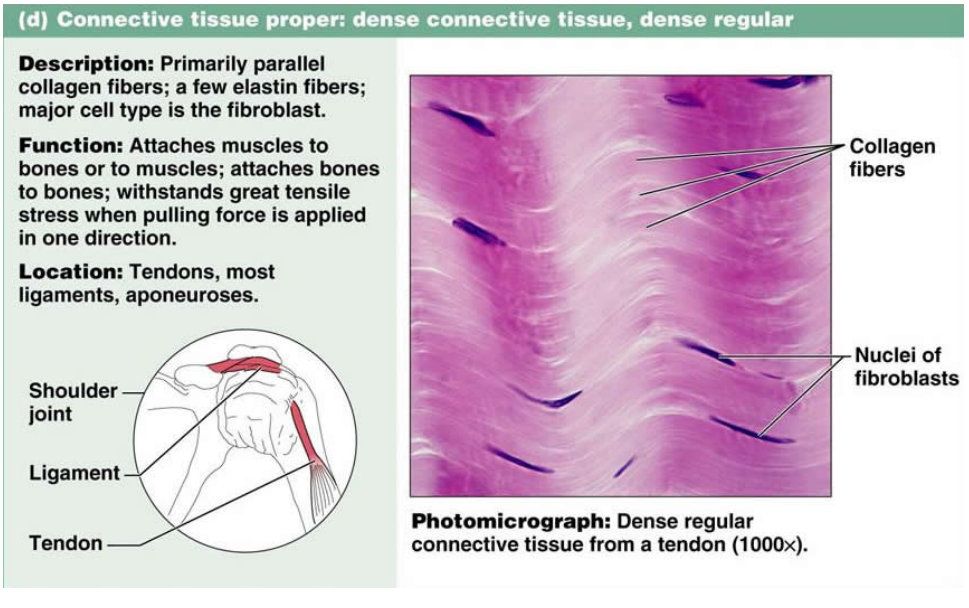 (d) Connective tissue proper: dense connective tissue, dense regular
Description: Primarily parallel
collagen fibers; a few elastin fibers;
major cell type is the fibroblast.
Function: Attaches muscles to
bones or to muscles; attaches bones
to bones; withstands great tensile
stress when pulling force is applied
in one direction.
Location: Tendons, most
ligaments, aponeuroses.
Shoulder
joint
Ligament
Tendon
Collagen
fibers
Nuclei of
fibroblasts
Photomicrograph: Dense regular
connective tissue from a tendon (1000×).